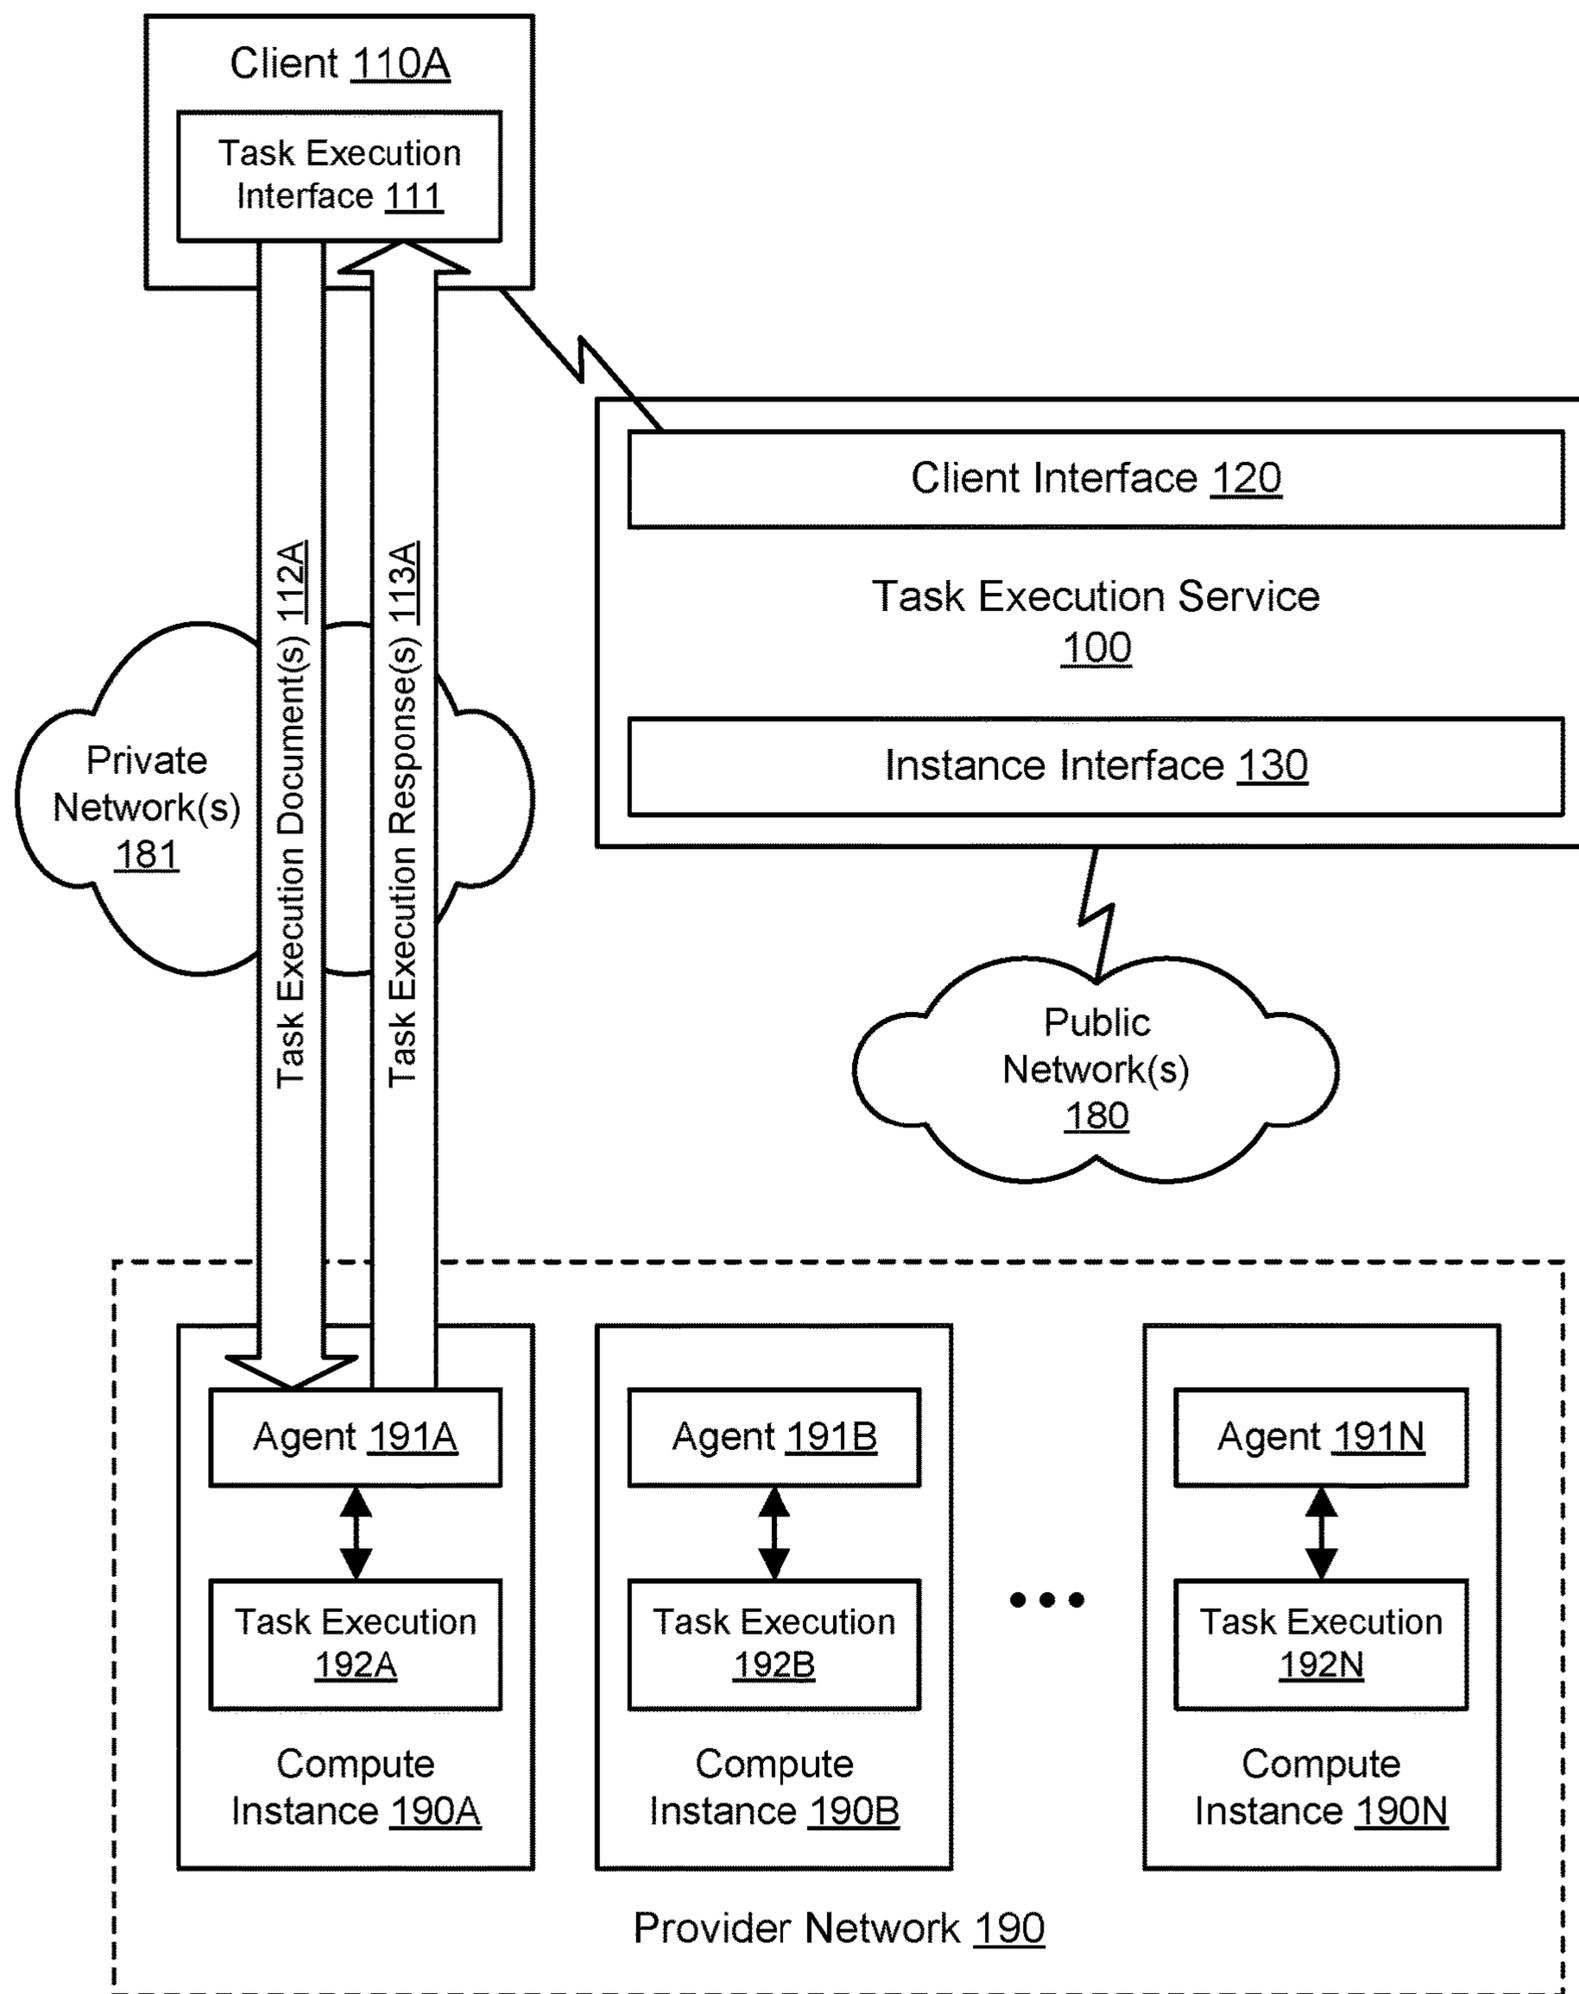 Client 110A
Task Execution
Interface 111
Client Interface 120
Task Execution Service
100
Instance Interface 130
Task Execution Document(s) 112A
Task Execution Response(s) 113A
Private
Network(s)
181
Public
Network(s)
180
Agent 191A
Task Execution
192A
Compute
Instance 190A
Agent 191B
Task Execution
192B
Compute
Instance 190B
•••
Agent 191N
Task Execution
192N
Compute
Instance 190N
Provider Network 190